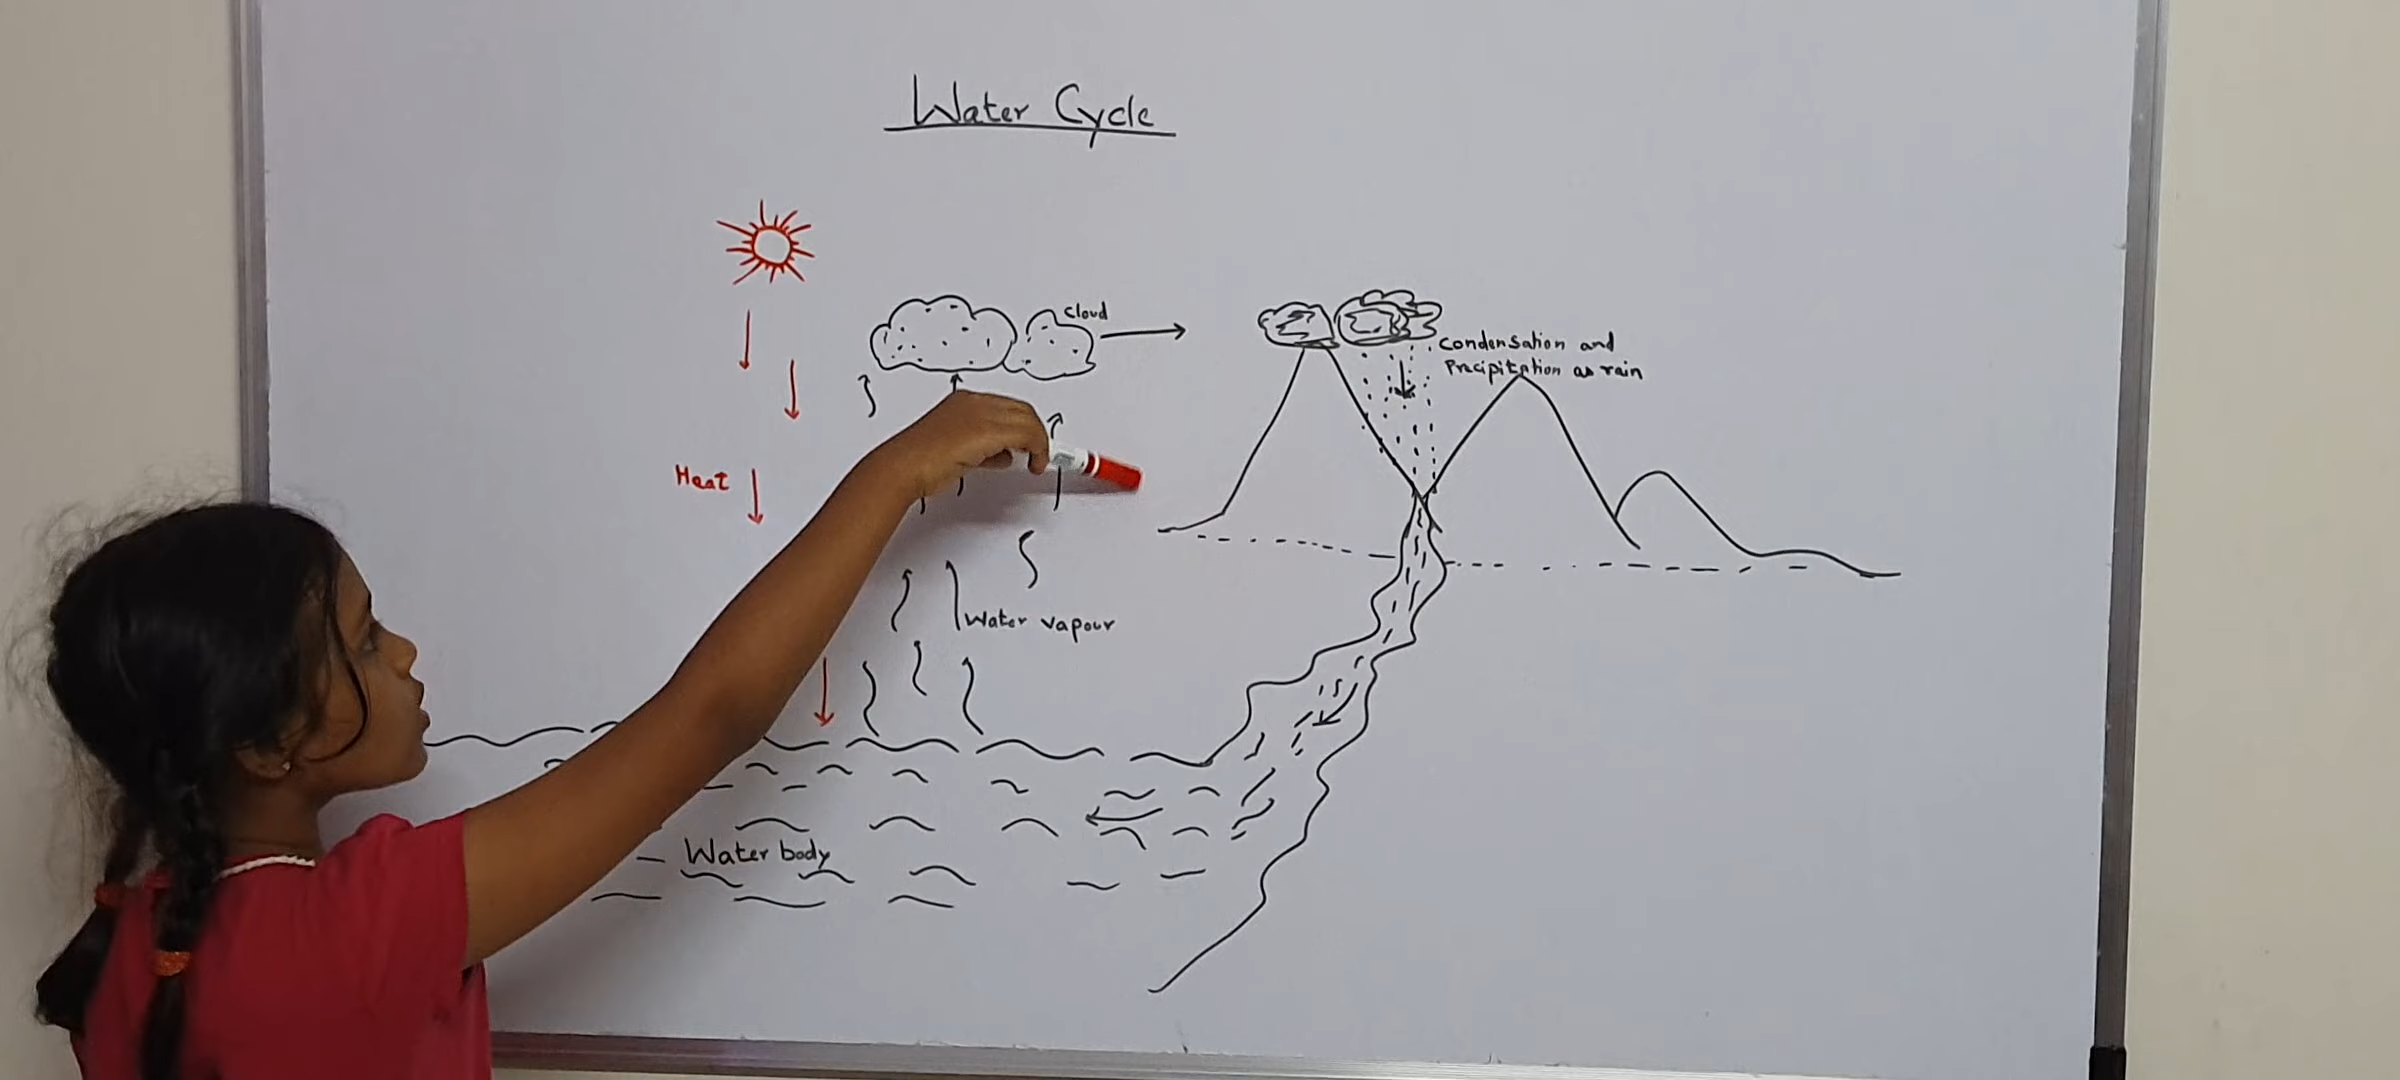 Water Cycle
cloud
condensation and
Precipitation as rain
Heat
Water vapour
Water body